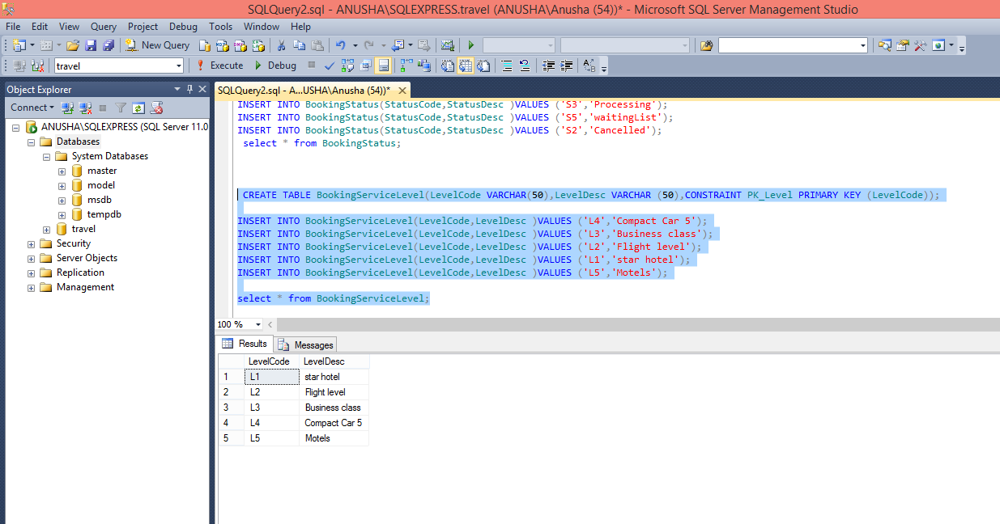 SQLQuery2.sql - ANUSHA\SQLEXPRESS.travel (ANUSHA\Anusha (54))* - Microsoft SQL Server Management Studio
File Edit View Query Project Debug Tools Window Help
New Query
travel Execute Debug
Object Explorer
Connect
ANUSHA\SQLEXPRESS (SQL Server 11.0
Databases
System Databases
master
model
msdb
tempdb
travel
Security
Server Objects
Replication
Management
SQLQuery2.sql - A...USHA\Anusha (54))*
INSERT INTO BookingStatus(StatusCode,StatusDesc )VALUES ('S3','Processing');
INSERT INTO BookingStatus(StatusCode,StatusDesc )VALUES ('S5','waitingList');
INSERT INTO BookingStatus(StatusCode,StatusDesc )VALUES ('S2','Cancelled');
select * from BookingStatus;
CREATE TABLE BookingServiceLevel(LevelCode VARCHAR(50),LevelDesc VARCHAR (50),CONSTRAINT PK_Level PRIMARY KEY (LevelCode));
INSERT INTO BookingServiceLevel(LevelCode,LevelDesc )VALUES ('L4','Compact Car 5');
INSERT INTO BookingServiceLevel(LevelCode,LevelDesc )VALUES ('L3','Business class');
INSERT INTO BookingServiceLevel(LevelCode,LevelDesc )VALUES ('L2','Flight level');
INSERT INTO BookingServiceLevel(LevelCode,LevelDesc )VALUES ('L1','star hotel');
INSERT INTO BookingServiceLevel(LevelCode,LevelDesc )VALUES ('L5','Motels');
select * from BookingServiceLevel;
100 %
Results Messages
LevelCode LevelDesc
1 L1 star hotel
2 L2 Flight level
3 L3 Business class
4 L4 Compact Car 5
5 L5 Motels